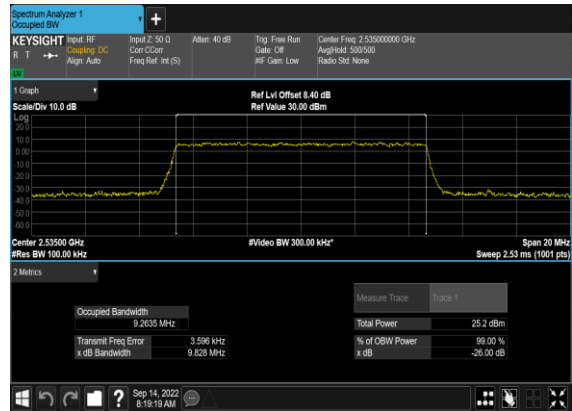 Spectrum Analyzer 1
Occupied BW
+
KEYSIGHT Input: RF Input Z: 50 Ω Atten: 40 dB Trig: Free Run Center Freq: 2.535000000 GHz
R T Coupling: DC Corr CCorr Gate: Off Avg|Hold: 500/500
Align: Auto Freq Ref: Int (S) #IF Gain: Low Radio Std: None
LW
1 Graph
Ref Lvl Offset 8.40 dB
Scale/Div 10.0 dB Ref Value 30.00 dBm
Log
20.0
10.0
0.00
-10.0
-20.0
-30.0
-40.0
-50.0
-60.0
Center 2.53500 GHz #Video BW 300.00 kHz* Span 20 MHz
#Res BW 100.00 kHz Sweep 2.53 ms (1001 pts)
2 Metrics
Measure Trace Trace 1
Occupied Bandwidth
9.2635 MHz Total Power 25.2 dBm
Transmit Freq Error 3.596 kHz % of OBW Power 99.00 %
x dB Bandwidth 9.828 MHz x dB -26.00 dB
? Sep 14, 2022
8:19:19 AM